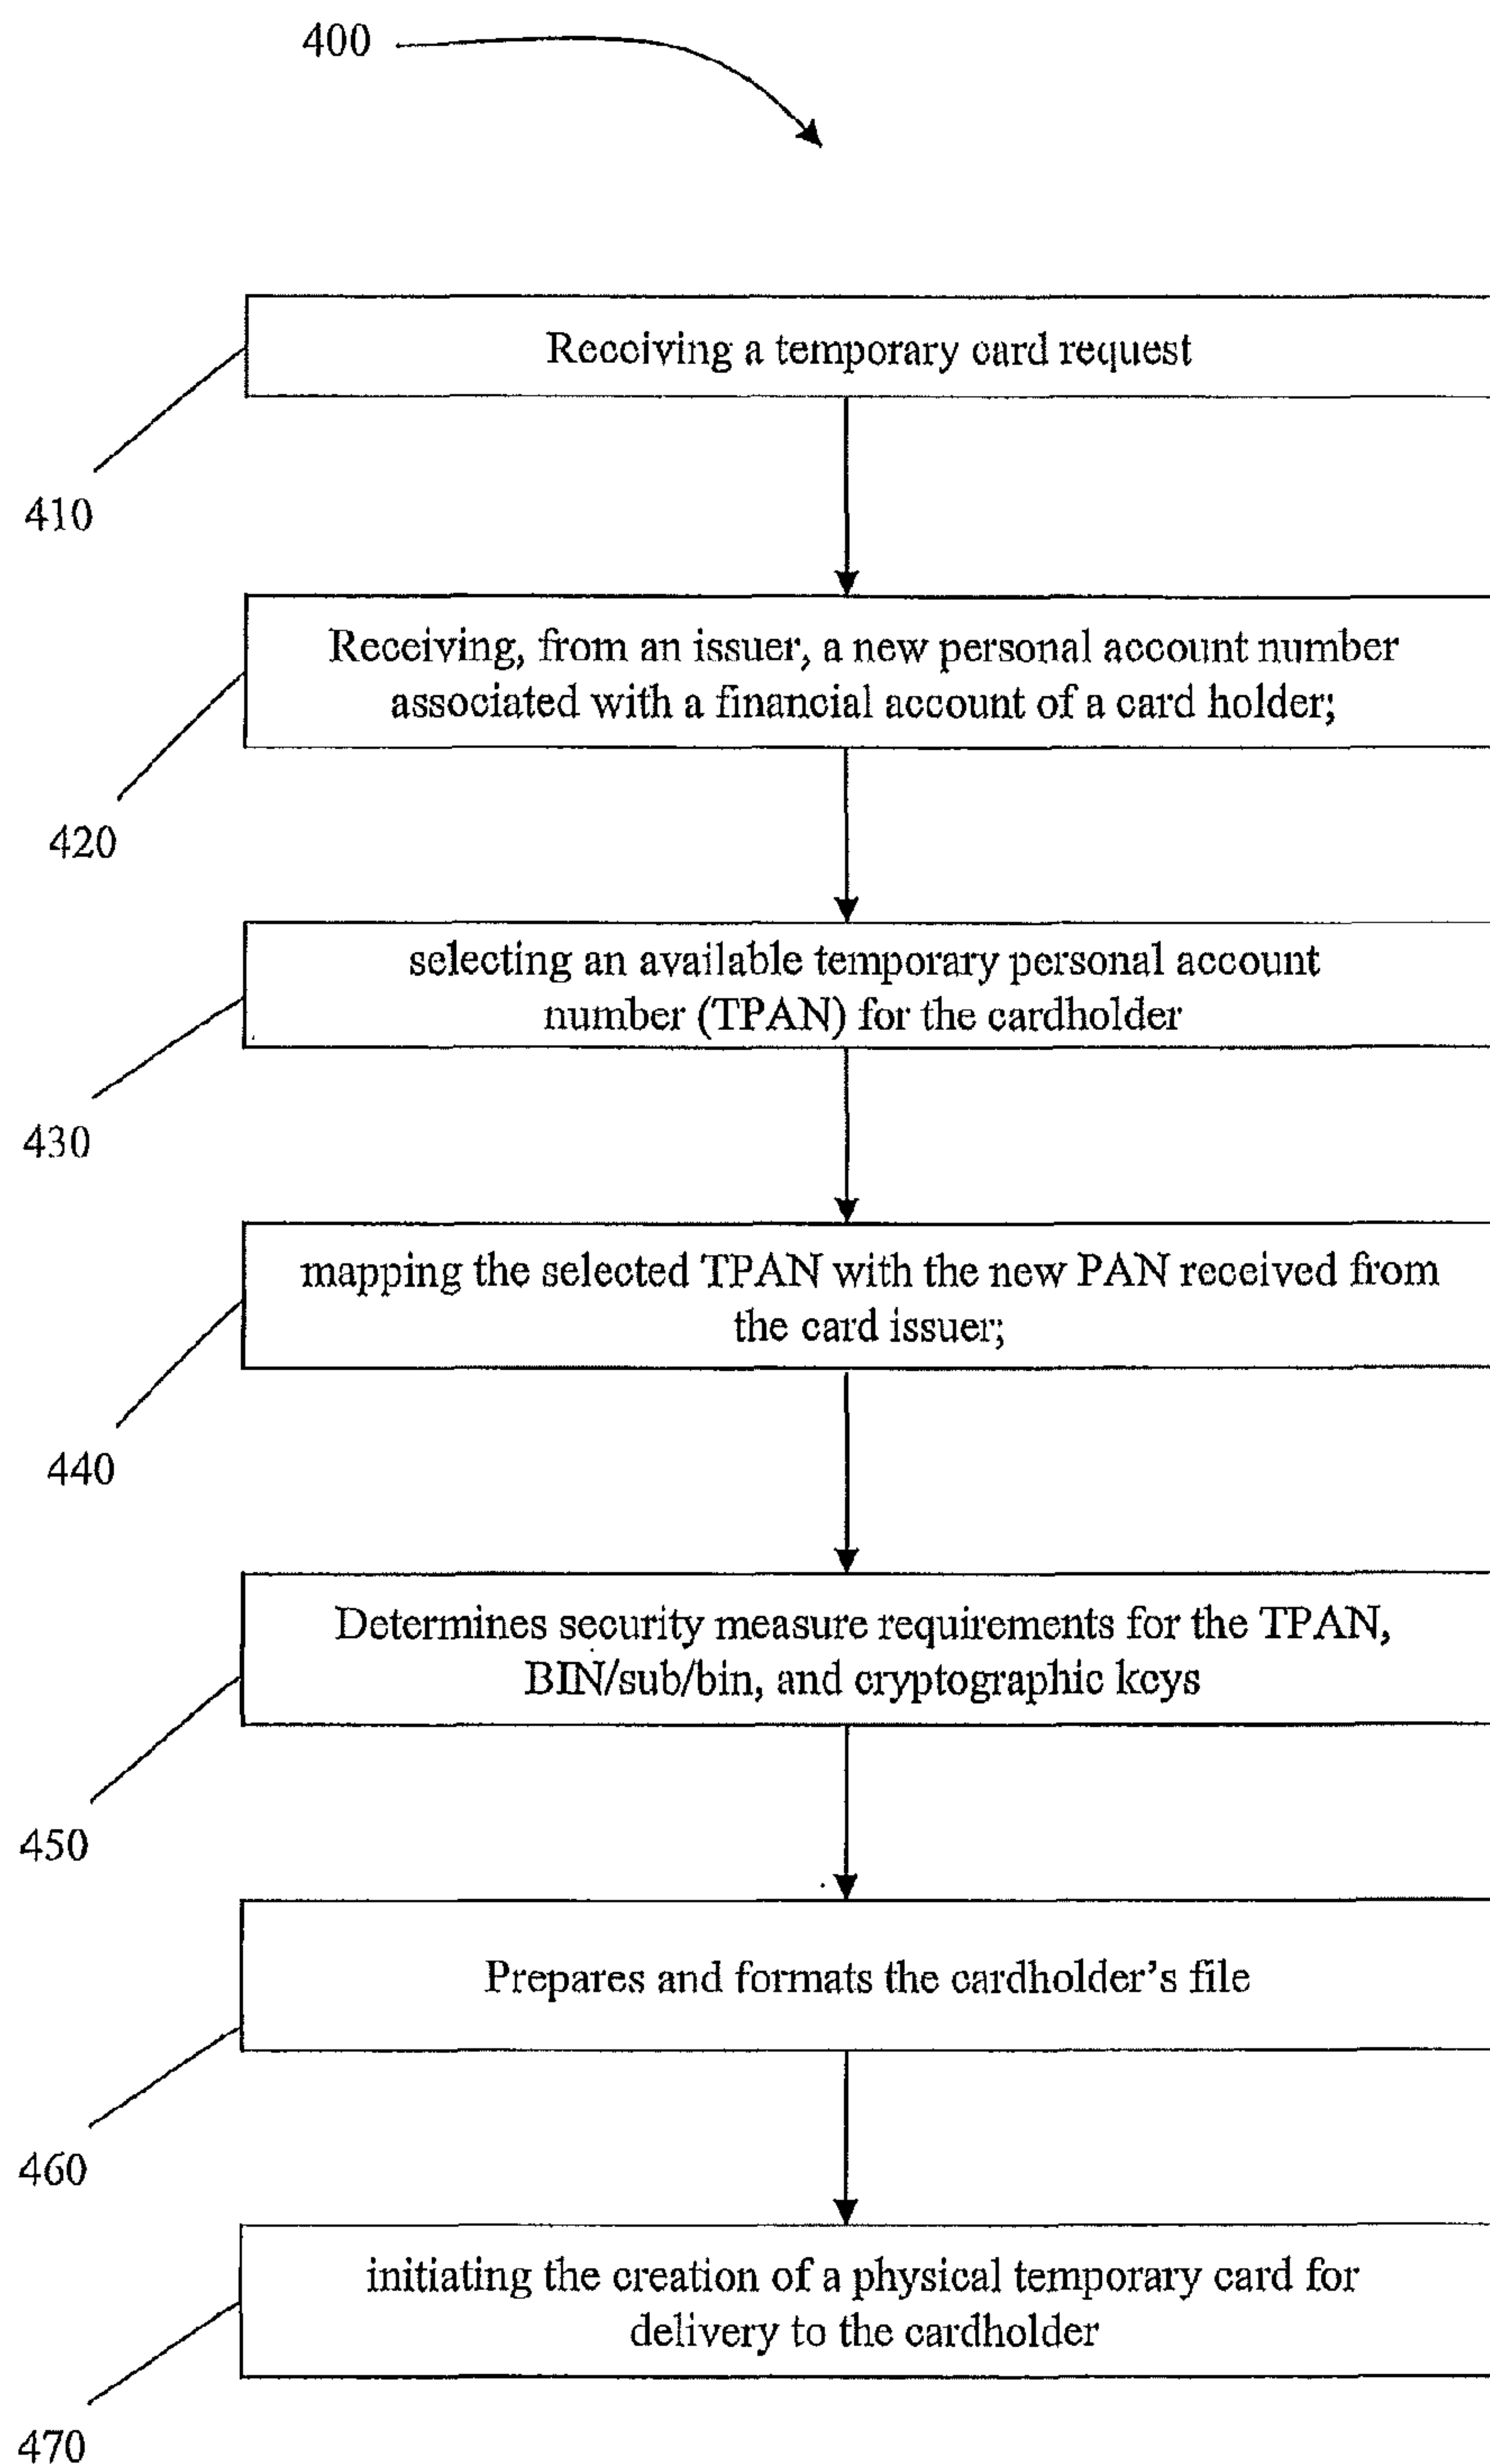 400
Receiving a temporary card request
410
Receiving, from an issuer, a new personal account number
associated with a financial account of a card holder;
420
selecting an available temporary personal account
number (TPAN) for the cardholder
430
mapping the selected TPAN with the new PAN received from
the card issuer;
440
Determines security measure requirements for the TPAN,
BIN/sub/bin, and cryptographic keys
450
Prepares and formats the cardholder's file
460
initiating the creation of a physical temporary card for
delivery to the cardholder
470